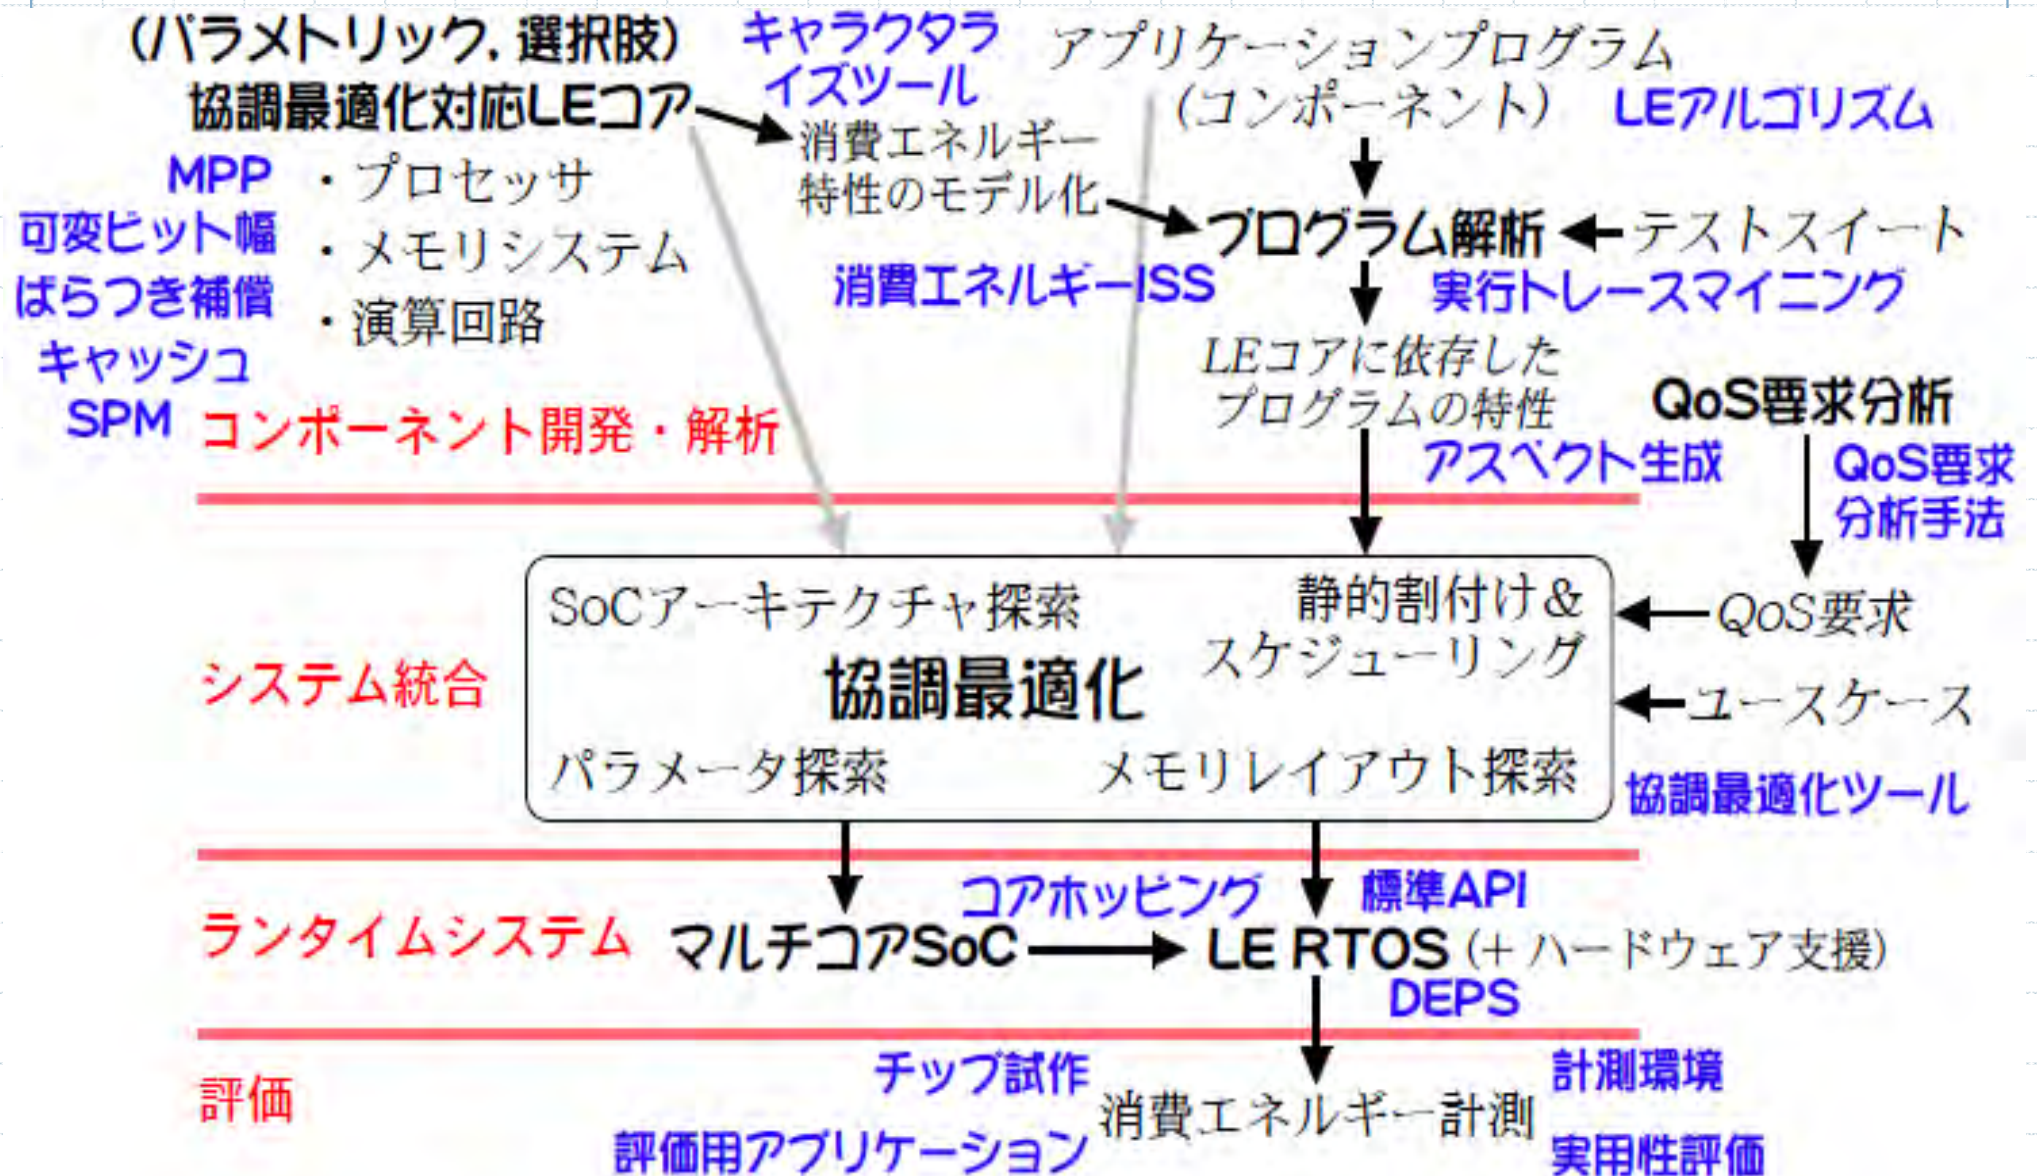 (パラメトリック, 選択肢)
協調最適化対応LEコア
キャラクタラ
イズツール
アプリケーションプログラム
(コンポーネント)
LEアルゴリズム
消費エネルギー
特性のモデル化
MPP
・プロセッサ
可変ビット幅
・メモリシステム
ばらつき補償
・演算回路
キャッシュ
SPM
プログラム解析
テストスイート
消費エネルギーISS
実行トレースマイニング
LEコアに依存した
プログラムの特性
QoS要求分析
コンポーネント開発・解析
アスペクト生成
QoS要求
分析手法
システム統合
SoCアーキテクチャ探索
静的割付け&
スケジューリング
協調最適化
パラメータ探索
メモリレイアウト探索
QoS要求
ユースケース
協調最適化ツール
ランタイムシステム
コアホッピング
標準API
マルチコアSoC
LE RTOS (+ ハードウェア支援)
DEPS
評価
チップ試作
消費エネルギー計測
計測環境
評価用アプリケーション
実用性評価